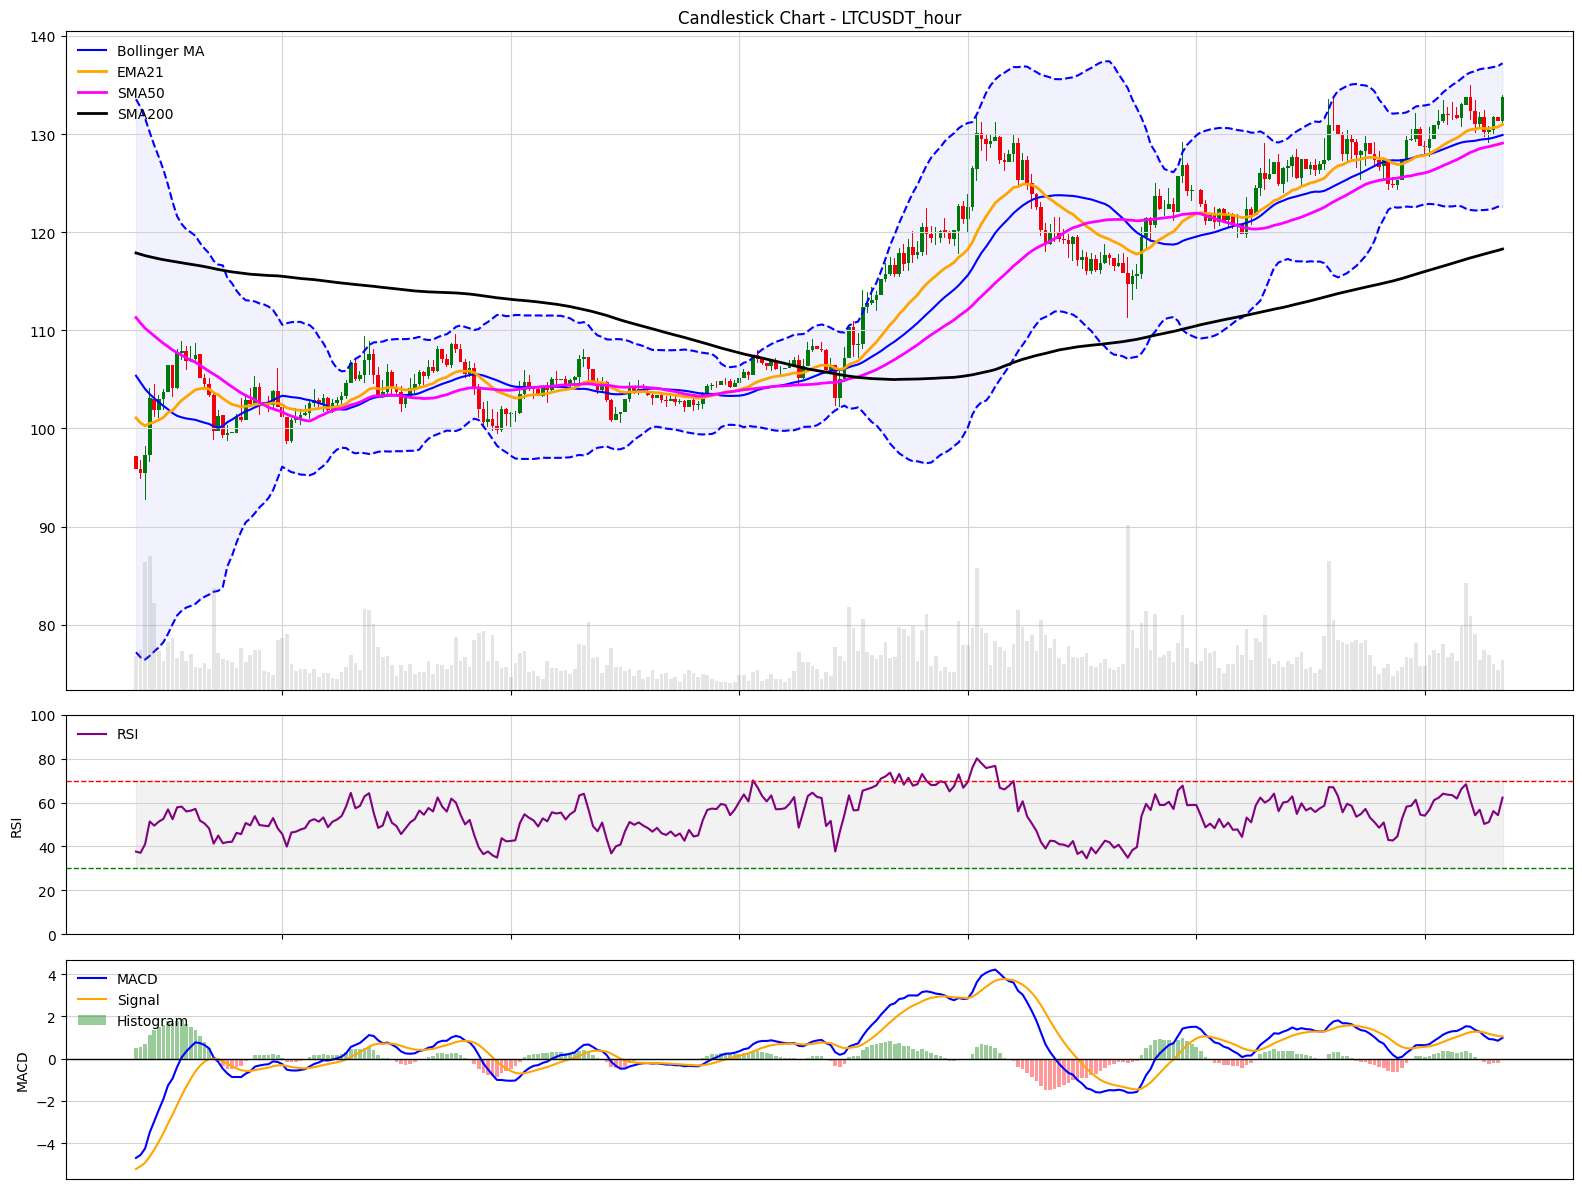 Candlestick Chart - LTCUSDT_hour
140
130
120
110
100
90
80
Bollinger MA
EMA21
SMA50
SMA200
100
80
60
40
20
0
RSI
RSI
4
2
0
−2
−4
MACD
MACD
Signal
Histogram